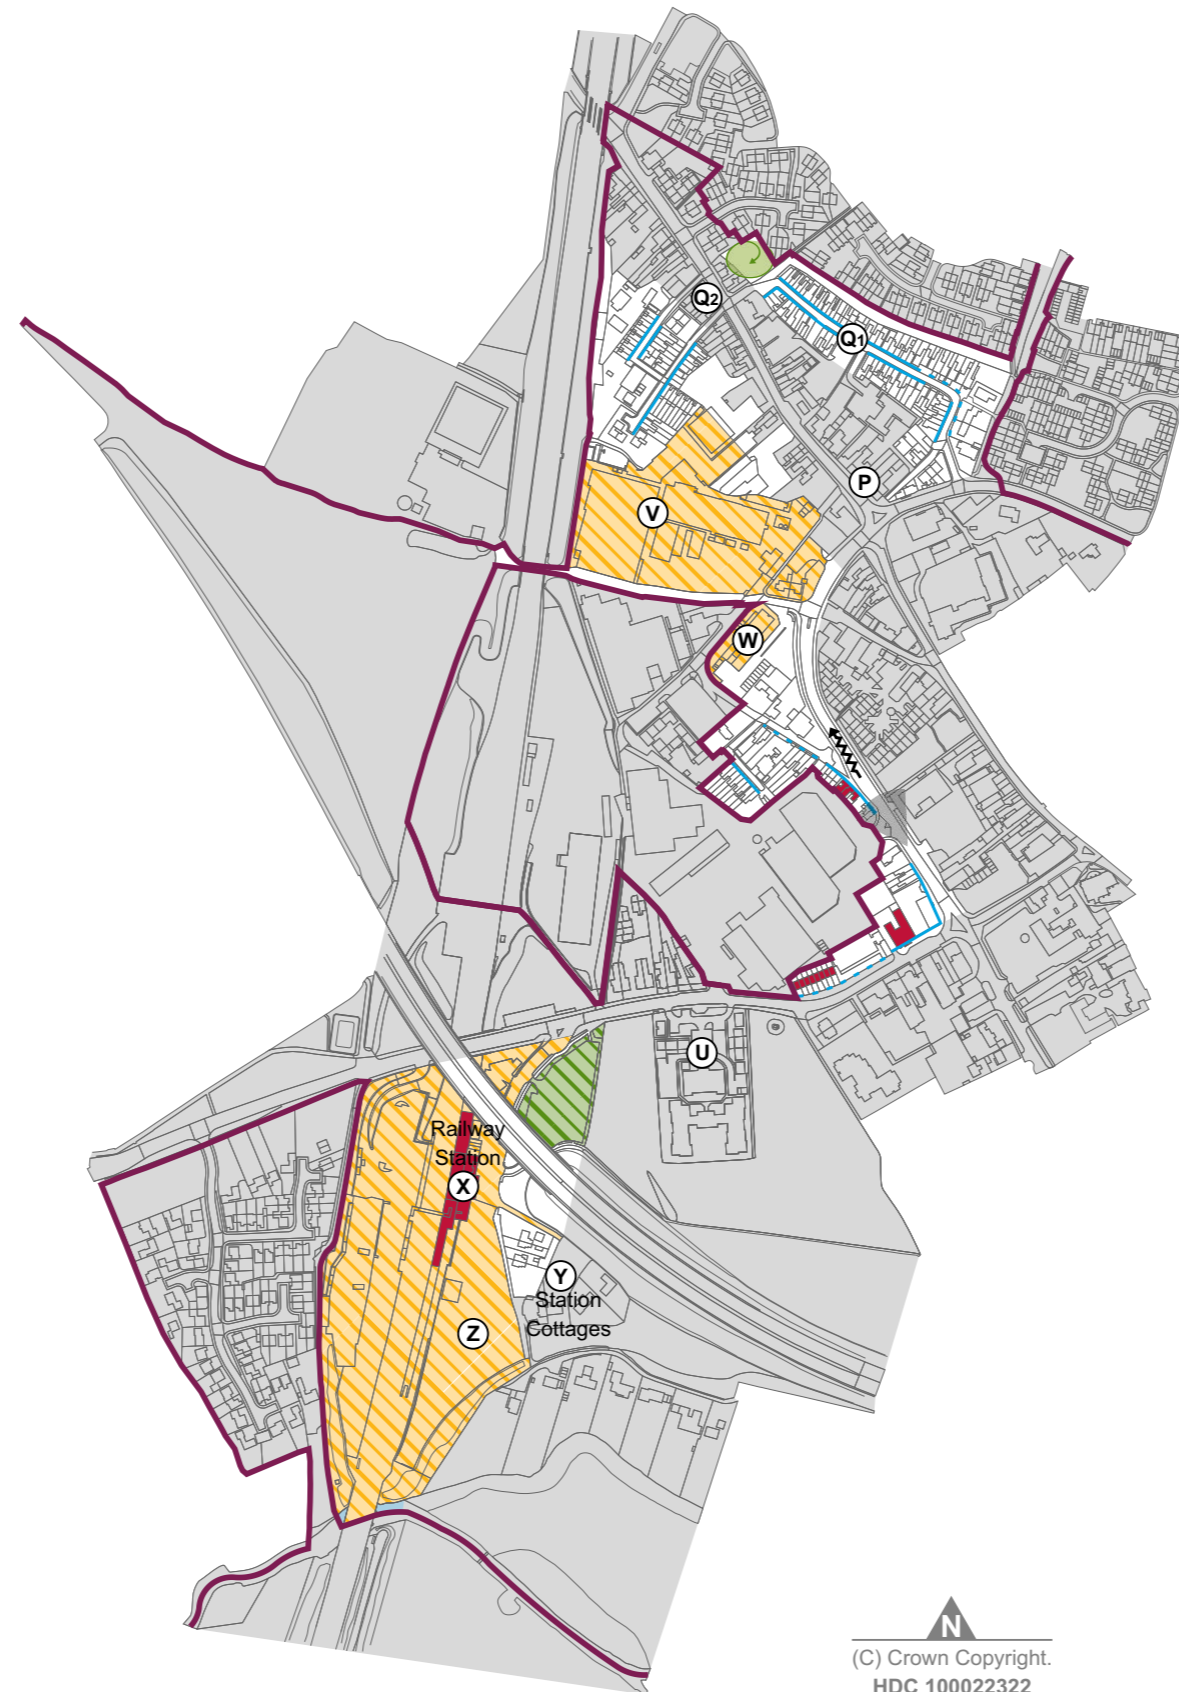 Q2
Q1
P
V
W
U
Railway
Station
X
Y
Station
Cottages
Z
N
(C) Crown Copyright.
HDC 100022322